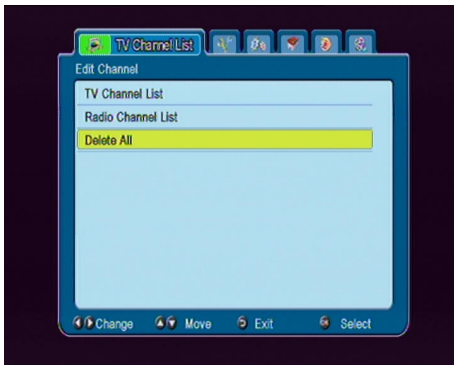 TV Channel List
Edit Channel
TV Channel List
Radio Channel List
Delete All
Change Move Exit Select